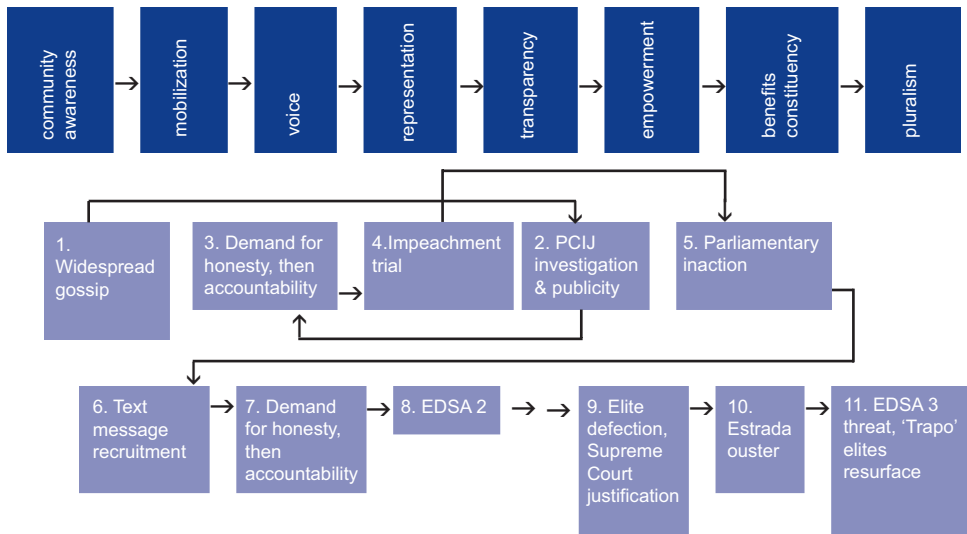 community
awareness
mobilization
voice
representation
transparency
empowerment
benefits
constituency
pluralism
1.
Widespread
gossip
3. Demand for
honesty, then
accountability
4.Impeachment
trial
2. PCIJ
investigation
& publicity
5. Parliamentary
inaction
6. Text
message
recruitment
7. Demand
for honesty,
then
accountability
8. EDSA 2
9. Elite
defection,
Supreme
Court
justification
10.
Estrada
ouster
11. EDSA 3
threat, ‘Trapo’
elites
resurface